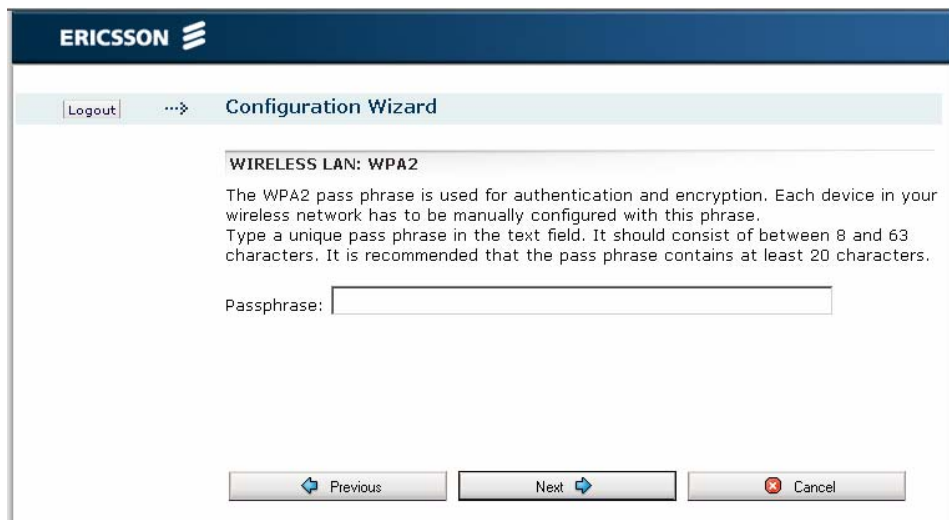 ERICSSON
Logout
Configuration Wizard
WIRELESS LAN: WPA2
The WPA2 pass phrase is used for authentication and encryption. Each device in your
wireless network has to be manually configured with this phrase.
Type a unique pass phrase in the text field. It should consist of between 8 and 63
characters. It is recommended that the pass phrase contains at least 20 characters.
Passphrase:
Previous
Next
Cancel